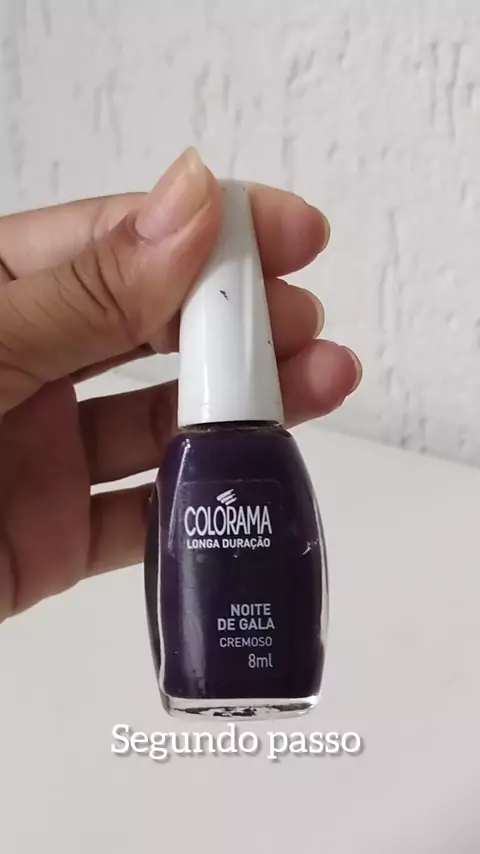 COLORAMA
LONGA DURAÇÃO
NOITE
DE GALA
CREMOSO
8ml
Segundo passo